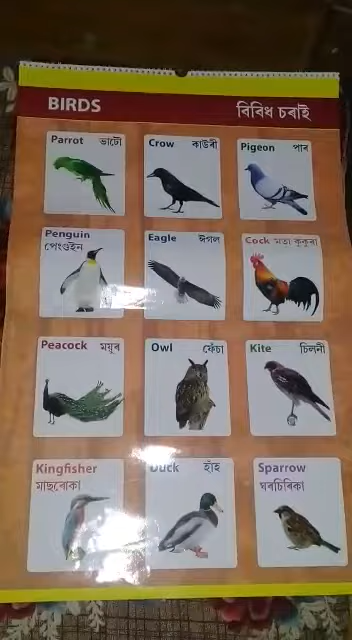 BIRDS বিবিধ চৰাই
Parrot ভাটৌ
Crow কাউৰী
Pigeon পাৰ
Penguin পেংগুইন
Eagle ঈগল
Cock মতা কুকুৰা
Peacock ময়ূৰ
Owl ফেঁচা
Kite চিলনী
Kingfisher
মাছৰোকা
Duck হাঁহ
Sparrow
ঘৰচিৰিকা